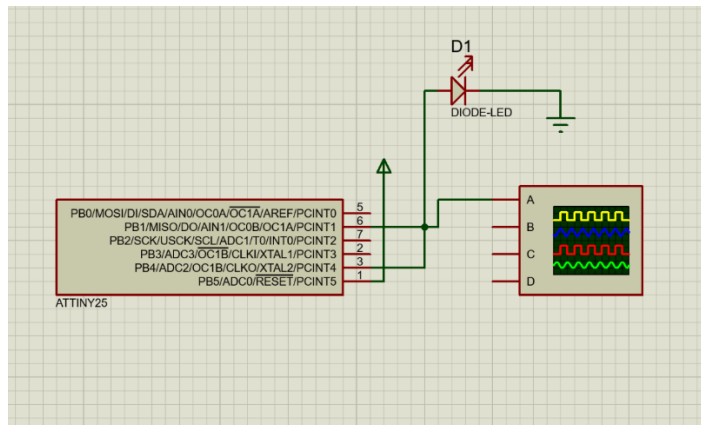 D1
DIODE-LED
PB0/MOSI/DI/SDA/AIN0/OC0A/OC1A/AREF/PCINT0 5
PB1/MISO/DO/AIN1/OC0B/OC1A/PCINT1 6
PB2/SCK/USCK/SCL/ADC1/T0/INT0/PCINT2 7
PB3/ADC3/OC1B/CLKI/XTAL1/PCINT3 2
PB4/ADC2/OC1B/CLKO/XTAL2/PCINT4 3
PB5/ADC0/RESET/PCINT5 1
ATTINY25
A
B
C
D